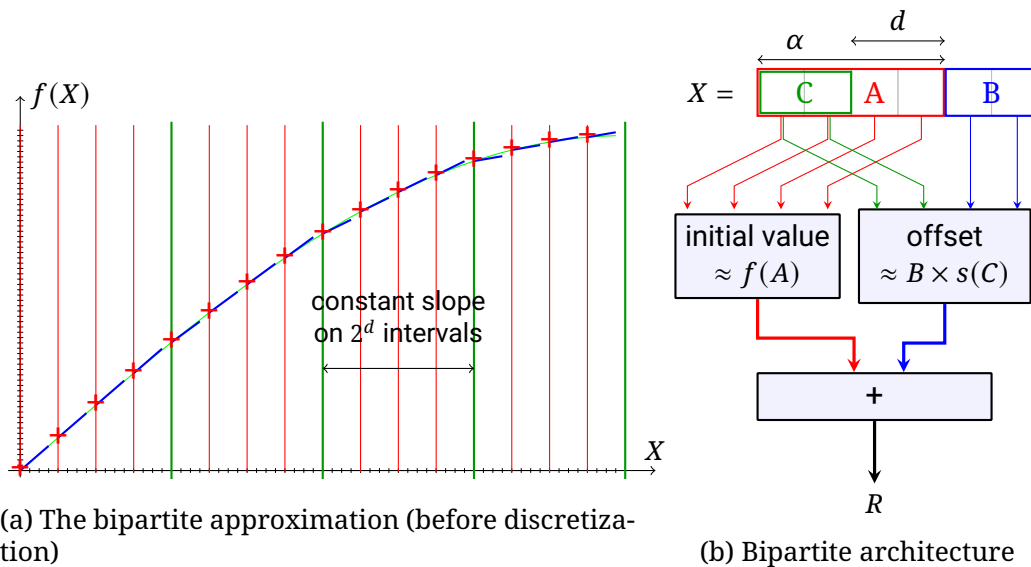 f(X)
constant slope
on 2^d intervals
X
(a) The bipartite approximation (before discretiza-
tion)
d
α
X = C A B
initial value offset
≈ f(A) ≈ B × s(C)
+
R
(b) Bipartite architecture